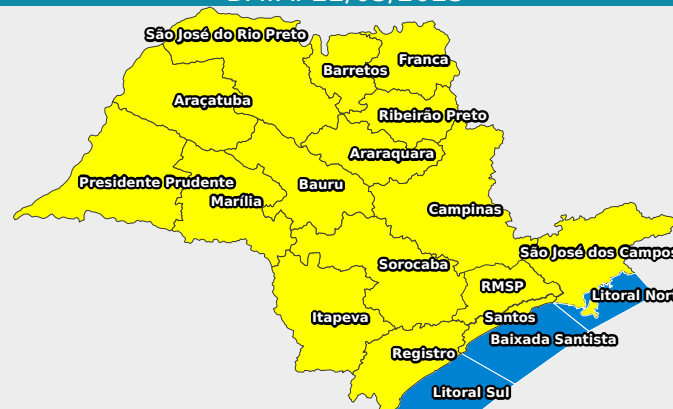 São José do Rio Preto
Franca
Barretos
Araçatuba
Ribeirão Preto
Araraquara
Presidente Prudente
Bauru
Marília
Campinas
São José dos Campos
Sorocaba
RMSP
Litoral Nor
Itapeva
Santos
Baixada Santista
Registro
Litoral Sul